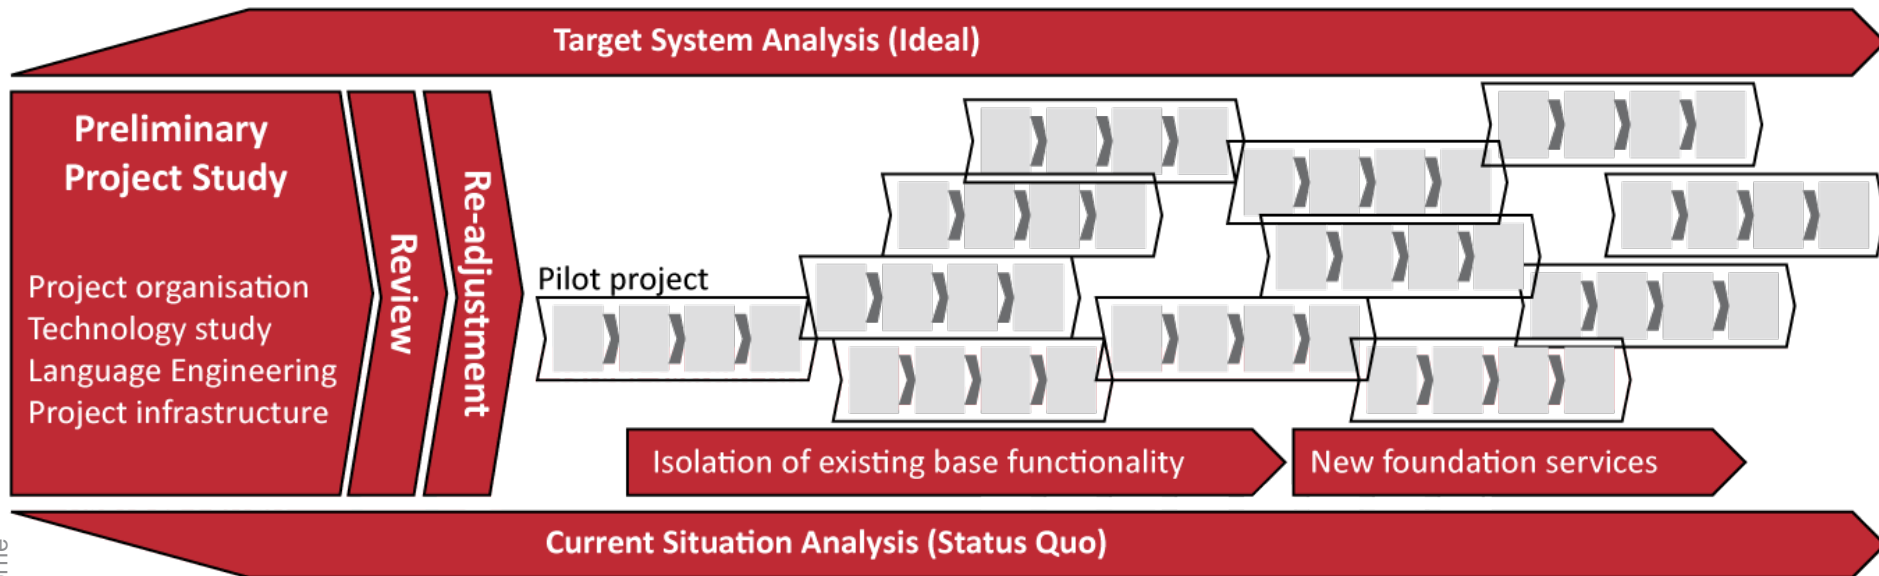 Target System Analysis (Ideal)
Preliminary
Project Study
Project organisation
Technology study
Language Engineering
Project infrastructure
Review
Re-adjustment
Pilot project
Isolation of existing base functionality
New foundation services
Current Situation Analysis (Status Quo)